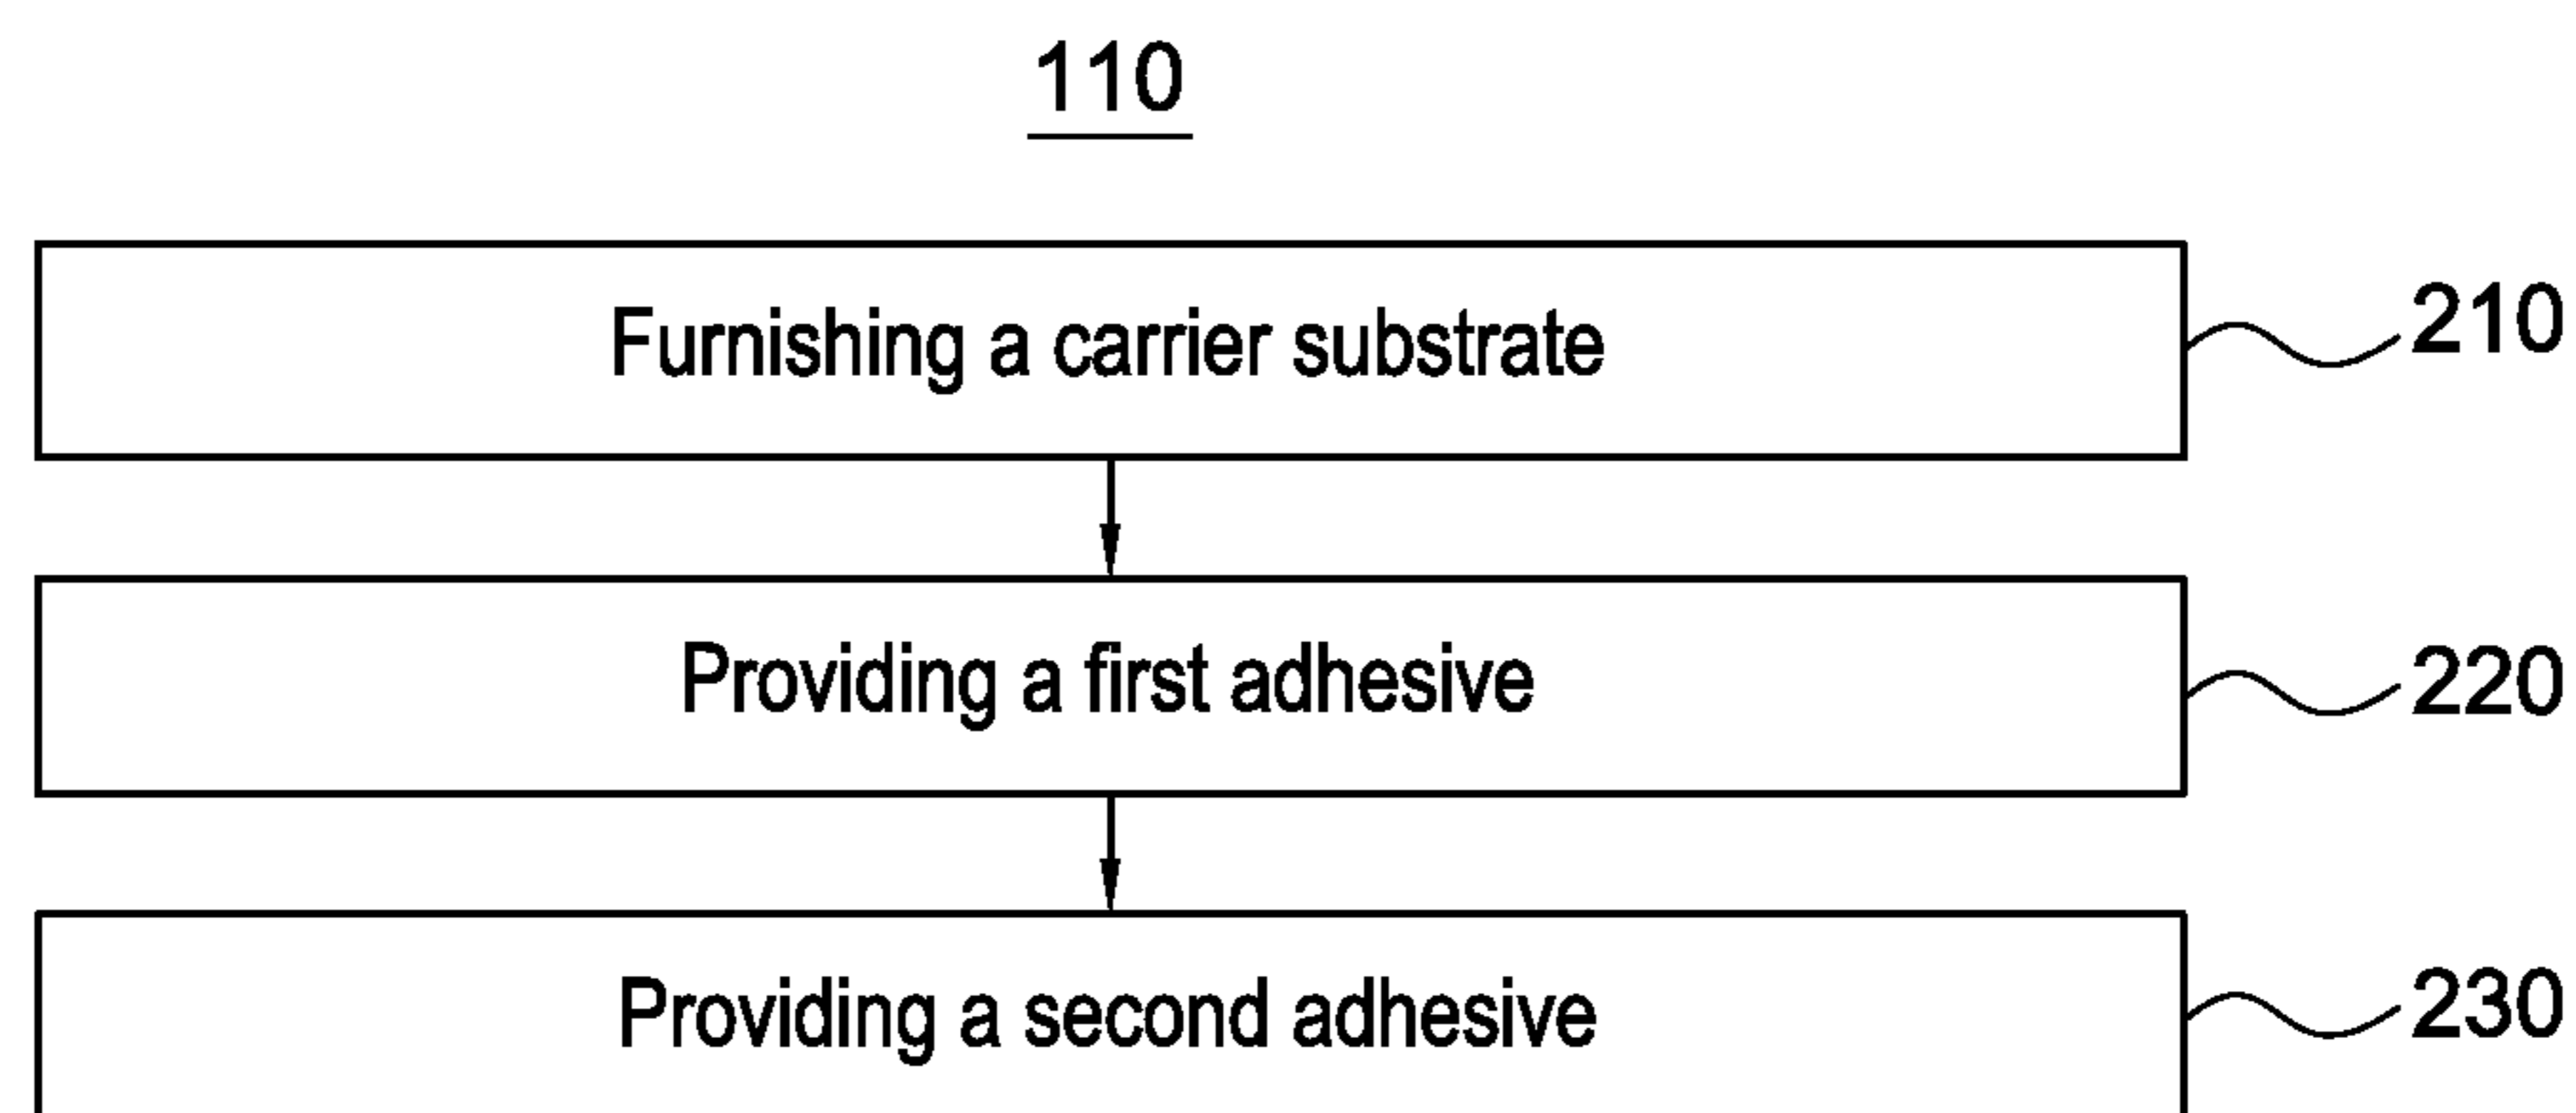 110
Furnishing a carrier substrate
210
Providing a first adhesive
220
Providing a second adhesive
230